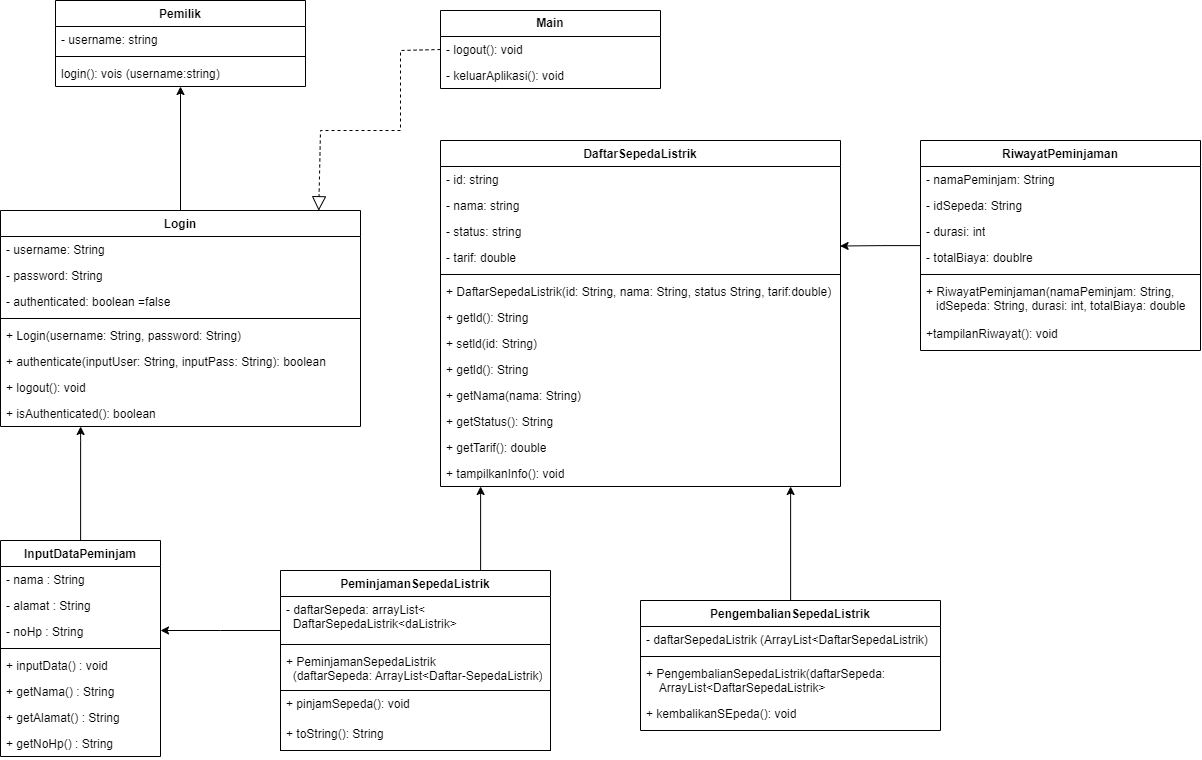 Pemilik
- username: string
login(): vois (username:string)
Main
- logout(): void
- keluarAplikasi(): void
Login
- username: String
- password: String
- authenticated: boolean =false
+ Login(username: String, password: String)
+ authenticate(inputUser: String, inputPass: String): boolean
+ logout(): void
+ isAuthenticated(): boolean
DaftarSepedaListrik
- id: string
- nama: string
- status: string
- tarif: double
+ DaftarSepedaListrik(id: String, nama: String, status String, tarif:double)
+ getId(): String
+ setId(id: String)
+ getId(): String
+ getNama(nama: String)
+ getStatus(): String
+ getTarif(): double
+ tampilkanInfo(): void
RiwayatPeminjaman
- namaPeminjam: String
- idSepeda: String
- durasi: int
- totalBiaya: doublre
+ RiwayatPeminjaman(namaPeminjam: String,
idSepeda: String, durasi: int, totalBiaya: double
+tampilanRiwayat(): void
InputDataPeminjam
- nama : String
- alamat : String
- noHp : String
+ inputData() : void
+ getNama() : String
+ getAlamat() : String
+ getNoHp() : String
PeminjamanSepedaListrik
- daftarSepeda: arrayList<
DaftarSepedaListrik<daListrik>
+ PeminjamanSepedaListrik
(daftarSepeda: ArrayList<Daftar-SepedaListrik)
+ pinjamSepeda(): void
+ toString(): String
PengembalianSepedaListrik
- daftarSepedaListrik (ArrayList<DaftarSepedaListrik)
+ PengembalianSepedaListrik(daftarSepeda:
ArrayList<DaftarSepedaListrik>
+ kembalikanSEpeda(): void